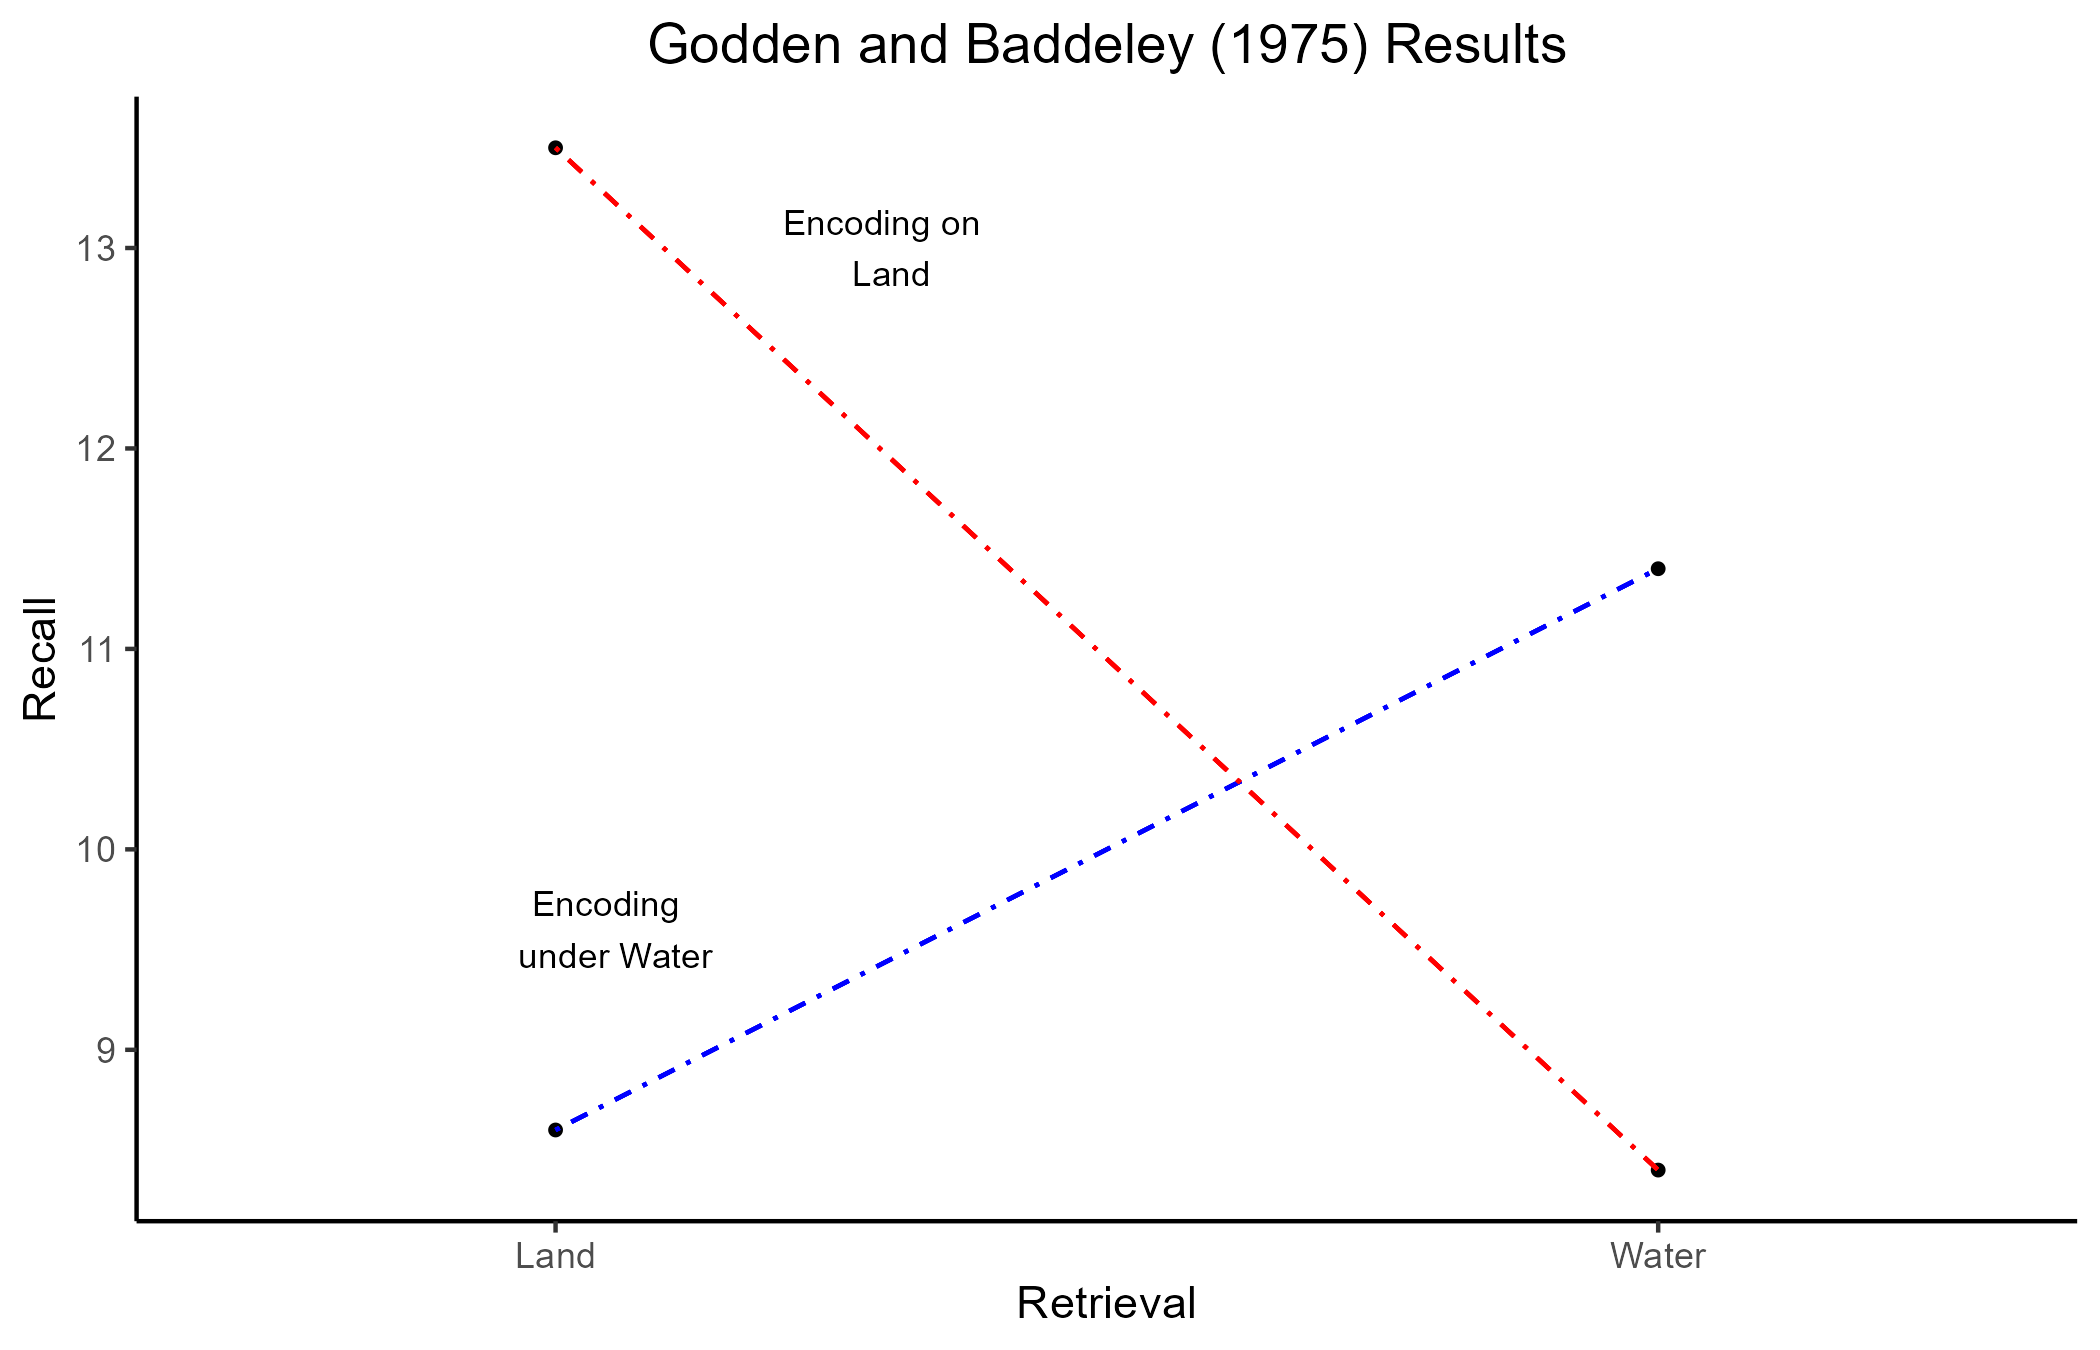 Godden and Baddeley (1975) Results
Recall
13
12
11
10
9
Encoding on
Land
Encoding
under Water
Land
Water
Retrieval